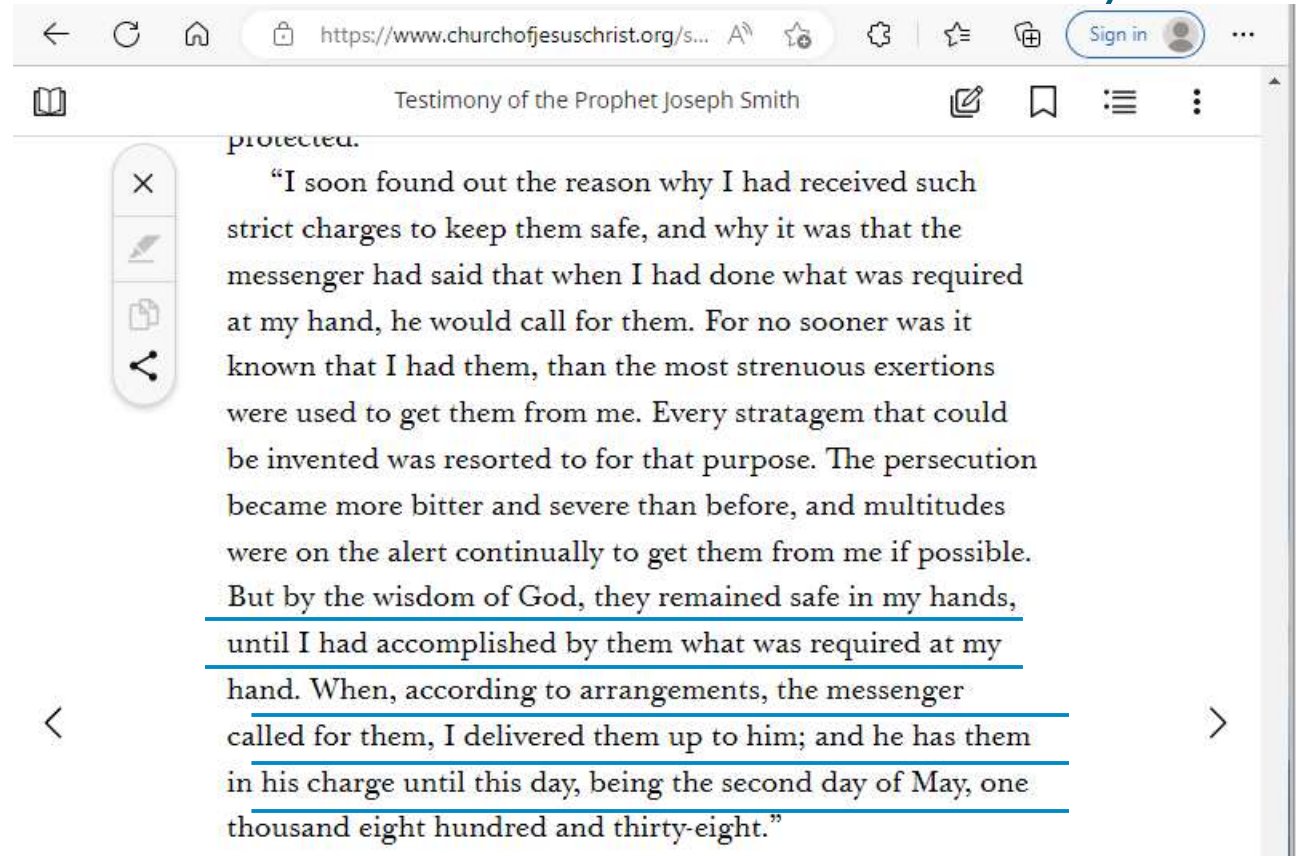 https://www.churchofjesuschrist.org/s...
Sign in
Testimony of the Prophet Joseph Smith
protected.
“I soon found out the reason why I had received such
strict charges to keep them safe, and why it was that the
messenger had said that when I had done what was required
at my hand, he would call for them. For no sooner was it
known that I had them, than the most strenuous exertions
were used to get them from me. Every stratagem that could
be invented was resorted to for that purpose. The persecution
became more bitter and severe than before, and multitudes
were on the alert continually to get them from me if possible.
But by the wisdom of God, they remained safe in my hands,
until I had accomplished by them what was required at my
hand. When, according to arrangements, the messenger
called for them, I delivered them up to him; and he has them
in his charge until this day, being the second day of May, one
thousand eight hundred and thirty-eight.”